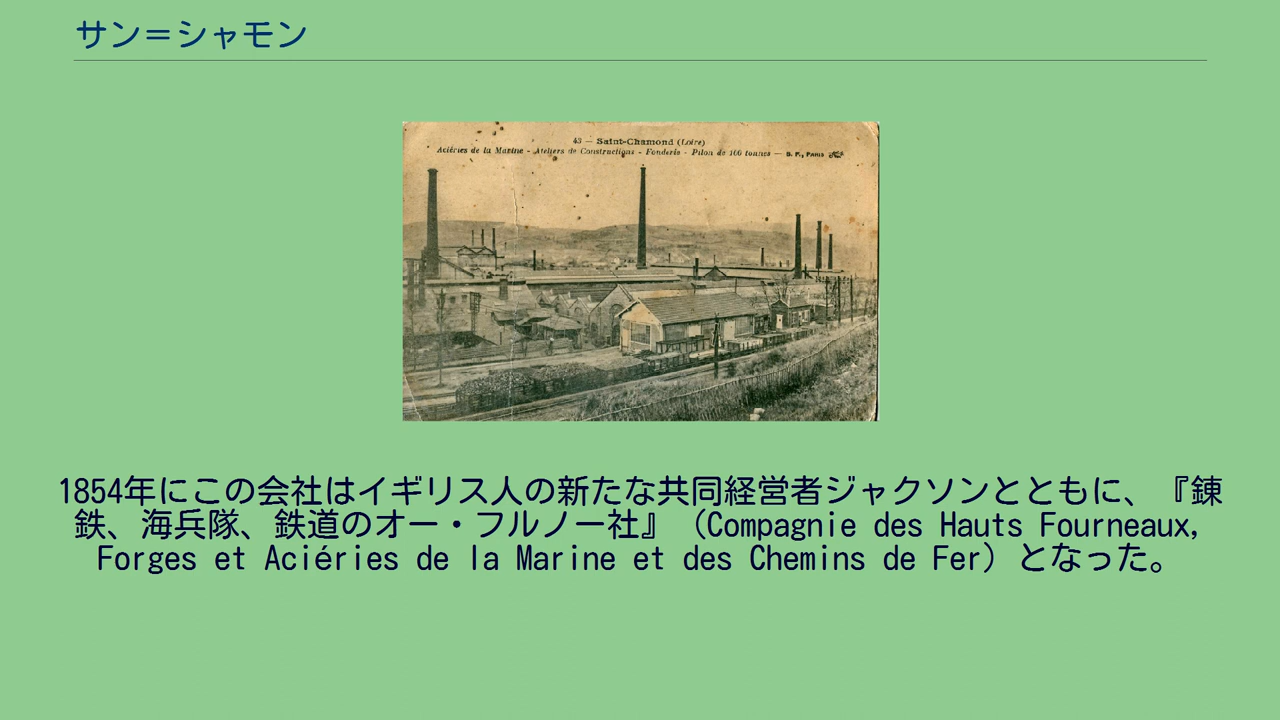 サン＝シャモン
43 — Saint-Chamond (Loire)
Aciéries de la Marine - Ateliers de Constructions - Fonderie - Pilon de 100 tonnes — B. F., PARIS
1854年にこの会社はイギリス人の新たな共同経営者ジャクソンとともに、『錬
鉄、海兵隊、鉄道のオー・フルノー社』（Compagnie des Hauts Fourneaux,
Forges et Aciéries de la Marine et des Chemins de Fer）となった。